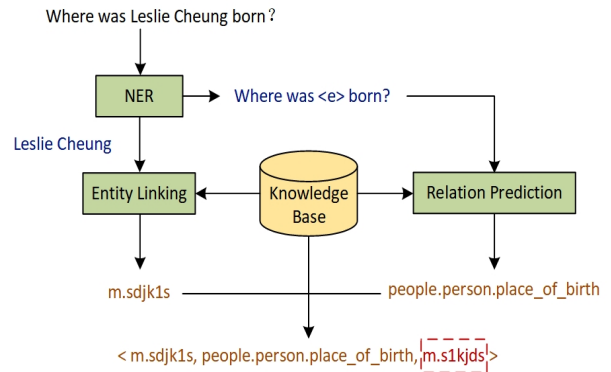 Where was Leslie Cheung born？
NER
Where was <e> born?
Leslie Cheung
Entity Linking
Knowledge
Base
Relation Prediction
m.sdjk1s
people.person.place_of_birth
< m.sdjk1s, people.person.place_of_birth, m.s1kjds >